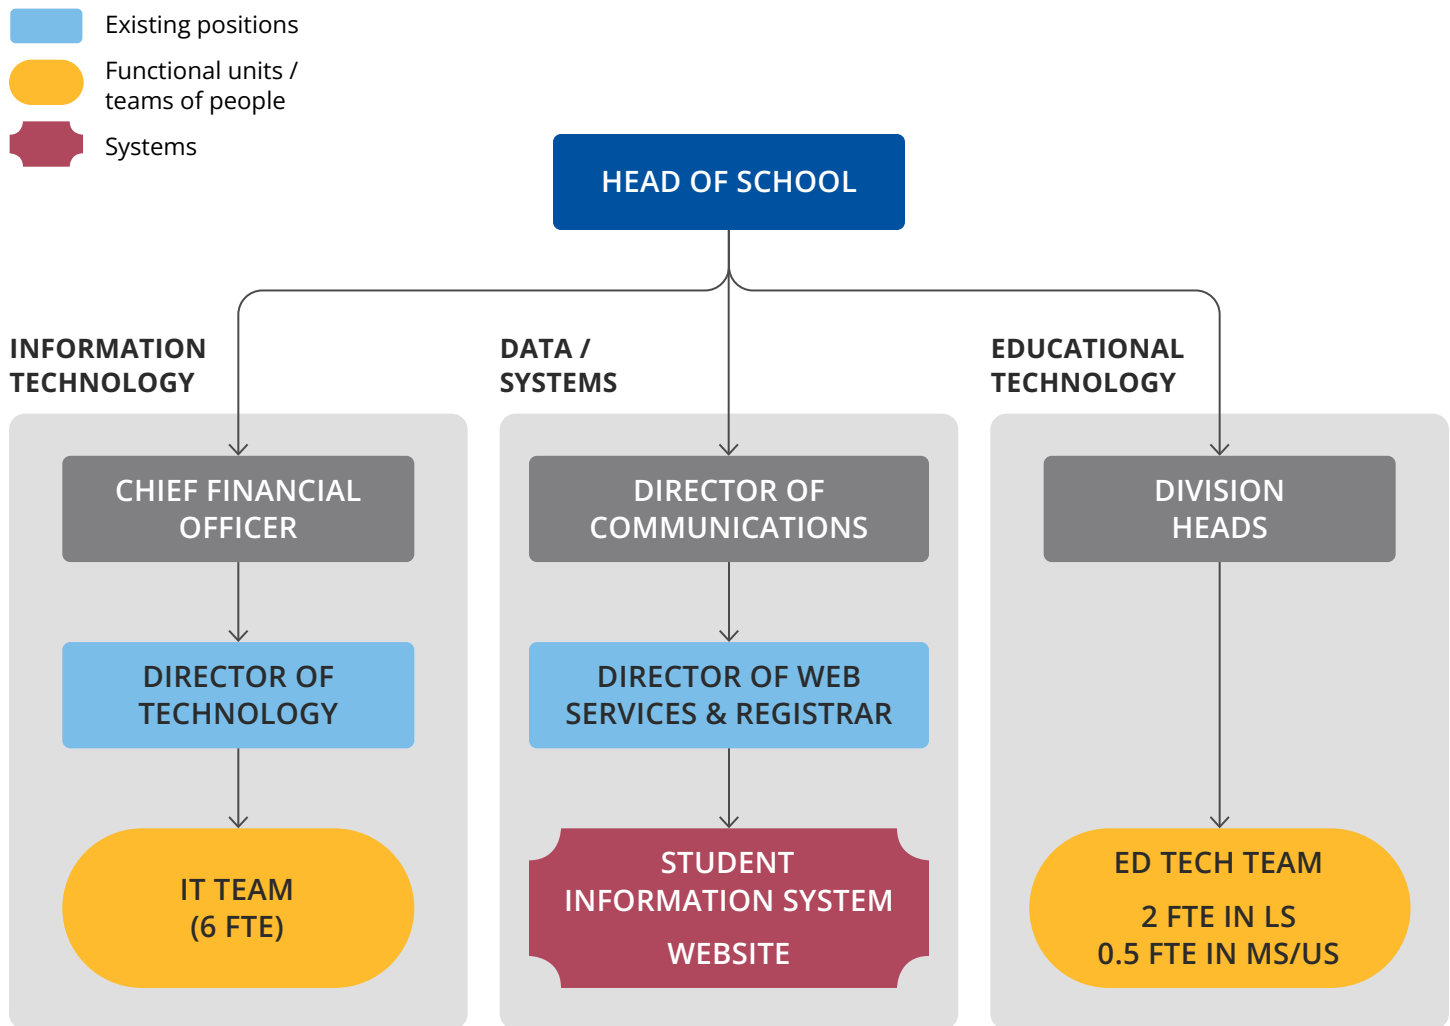 Existing positions
Functional units /
teams of people
Systems
HEAD OF SCHOOL
INFORMATION
TECHNOLOGY
CHIEF FINANCIAL
OFFICER
DIRECTOR OF
TECHNOLOGY
IT TEAM
(6 FTE)
DATA /
SYSTEMS
DIRECTOR OF
COMMUNICATIONS
DIRECTOR OF WEB
SERVICES & REGISTRAR
STUDENT
INFORMATION SYSTEM
WEBSITE
EDUCATIONAL
TECHNOLOGY
DIVISION
HEADS
ED TECH TEAM
2 FTE IN LS
0.5 FTE IN MS/US